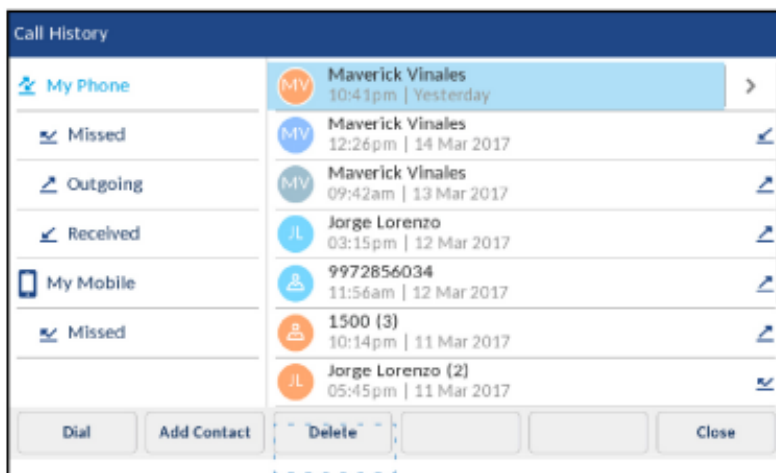 Call History
My Phone
Missed
Outgoing
Received
My Mobile
Missed
MV
Maverick Vinales
10:41pm | Yesterday
MV
Maverick Vinales
12:26pm | 14 Mar 2017
MV
Maverick Vinales
09:42am | 13 Mar 2017
JL
Jorge Lorenzo
03:15pm | 12 Mar 2017
9972856034
11:56am | 12 Mar 2017
1500 (3)
10:14pm | 11 Mar 2017
JL
Jorge Lorenzo (2)
05:45pm | 11 Mar 2017
Dial
Add Contact
Delete
Close